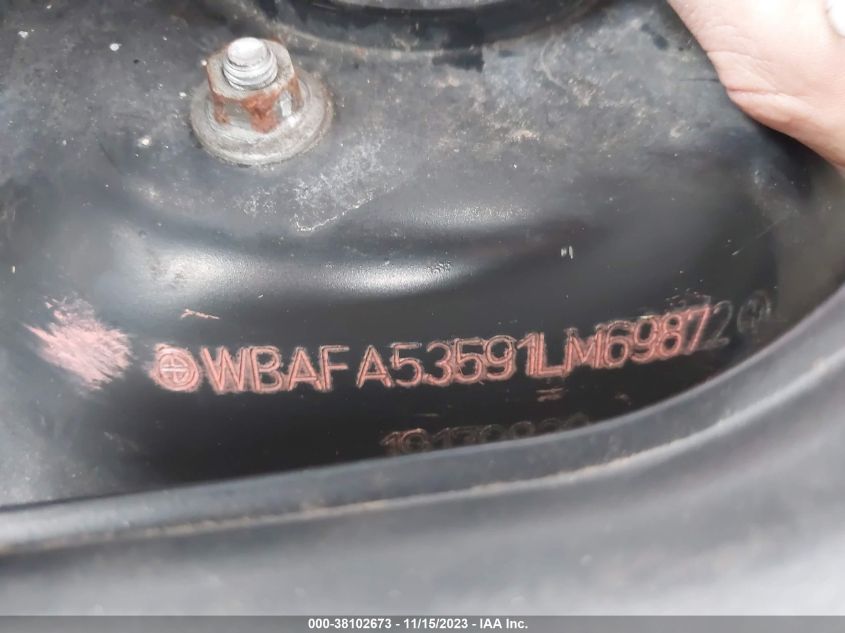 WBAFA53591LM69872
000-38102673 - 11/15/2023 - IAA Inc.